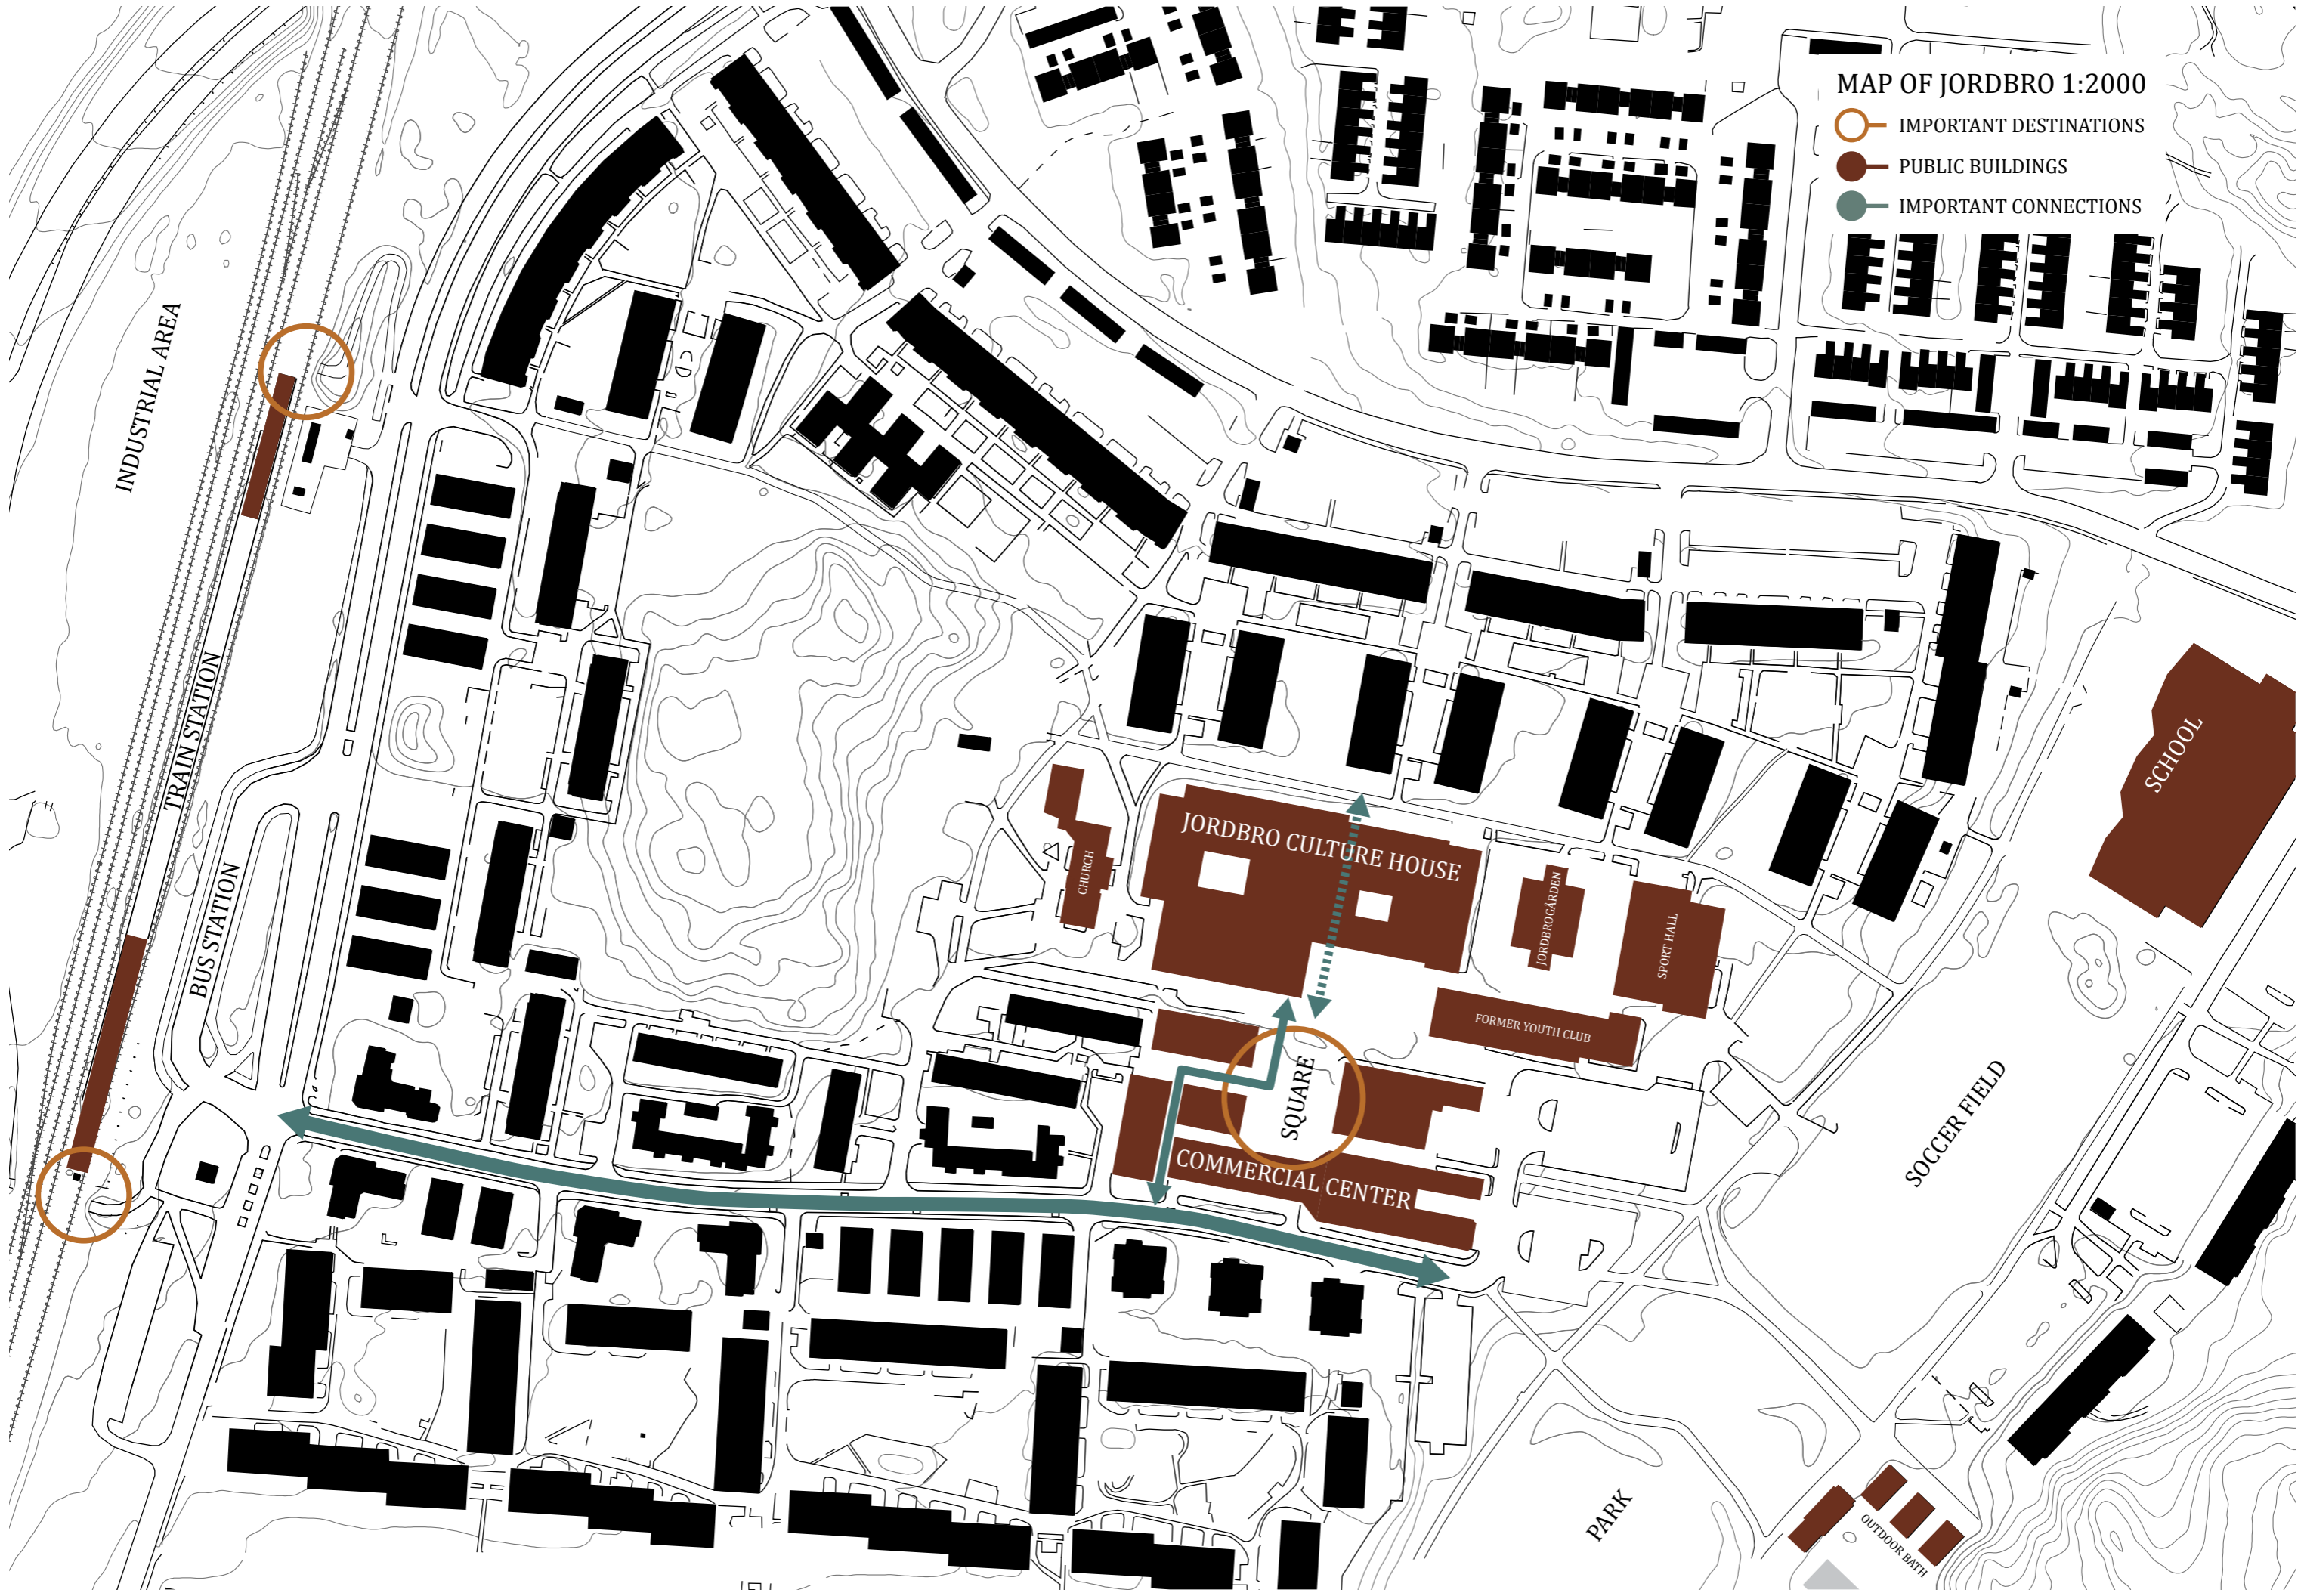 MAP OF JORDBRO 1:2000
IMPORTANT DESTINATIONS
PUBLIC BUILDINGS
IMPORTANT CONNECTIONS
INDUSTRIAL AREA
TRAIN STATION
BUS STATION
SCHOOL
JORDBRO CULTURE HOUSE
CHURCH
JORDBROGÅRDEN
SPORT HALL
FORMER YOUTH CLUB
SQUARE
COMMERCIAL CENTER
SOCCER FIELD
PARK
OUTDOOR BATH